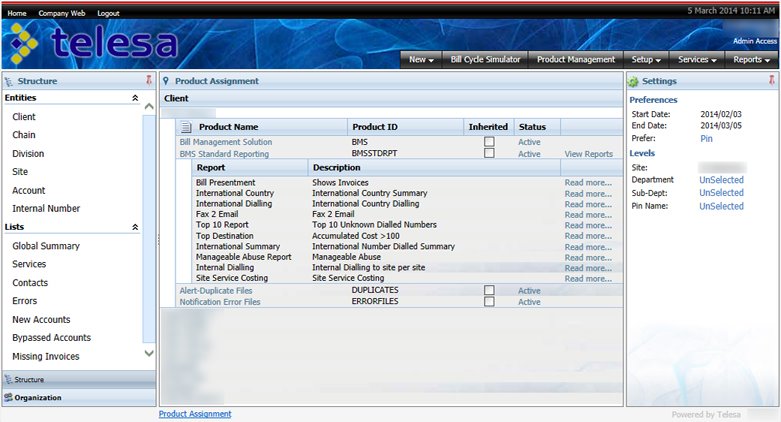 Home Company Web Logout 5 March 2014 10:11 AM
telesa
Admin Access
New Bill Cycle Simulator Product Management Setup Services Reports
Structure
Entities
Client
Chain
Division
Site
Account
Internal Number
Lists
Global Summary
Services
Contacts
Errors
New Accounts
Bypassed Accounts
Missing Invoices
Structure
Organization
Product Assignment
Client
Product Name Product ID Inherited Status
Bill Management Solution BMS Active
BMS Standard Reporting BMSSTDRPT Active View Reports
Report Description
Bill Presentment Shows Invoices Read more...
International Country International Country Summary Read more...
International Dialling International Country Dialling Read more...
Fax 2 Email Fax 2 Email Read more...
Top 10 Report Top 10 Unknown Dialled Numbers Read more...
Top Destination Accumulated Cost >100 Read more...
International Summary International Number Dialled Summary Read more...
Manageable Abuse Report Manageable Abuse Read more...
Internal Dialling Internal Dialling to site per site Read more...
Site Service Costing Site Service Costing Read more...
Alert-Duplicate Files DUPLICATES Active
Notification Error Files ERRORFILES Active
Settings
Preferences
Start Date: 2014/02/03
End Date: 2014/03/05
Prefer: Pin
Levels
Site:
Department UnSelected
Sub-Dept: UnSelected
Pin Name: UnSelected
Product Assignment
Powered by Telesa